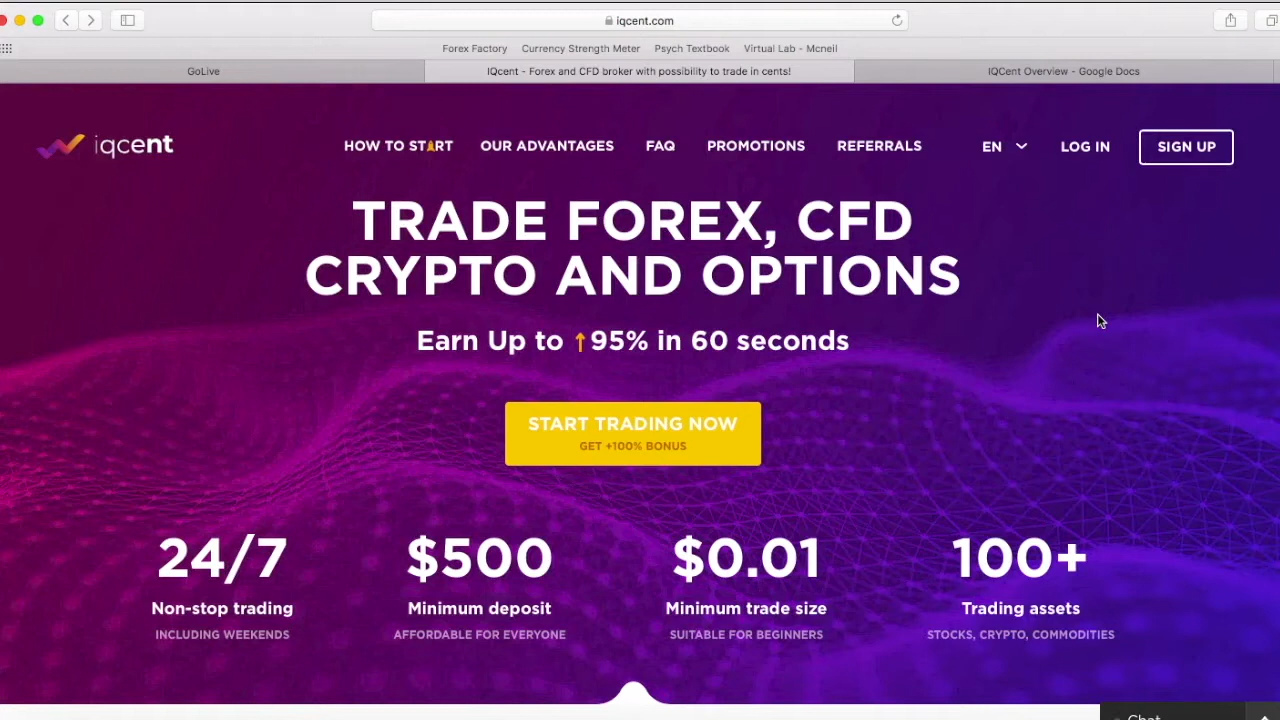 iqcent.com
Forex Factory Currency Strength Meter Psych Textbook Virtual Lab - Mcneil
GoLive IQcent - Forex and CFD broker with possibility to trade in cents! IQCent Overview - Google Docs
iqcent HOW TO START OUR ADVANTAGES FAQ PROMOTIONS REFERRALS EN LOG IN SIGN UP
TRADE FOREX, CFD
CRYPTO AND OPTIONS
Earn Up to ↑95% in 60 seconds
START TRADING NOW
GET +100% BONUS
24/7 $500 $0.01 100+
Non-stop trading Minimum deposit Minimum trade size Trading assets
INCLUDING WEEKENDS AFFORDABLE FOR EVERYONE SUITABLE FOR BEGINNERS STOCKS, CRYPTO, COMMODITIES
Chat